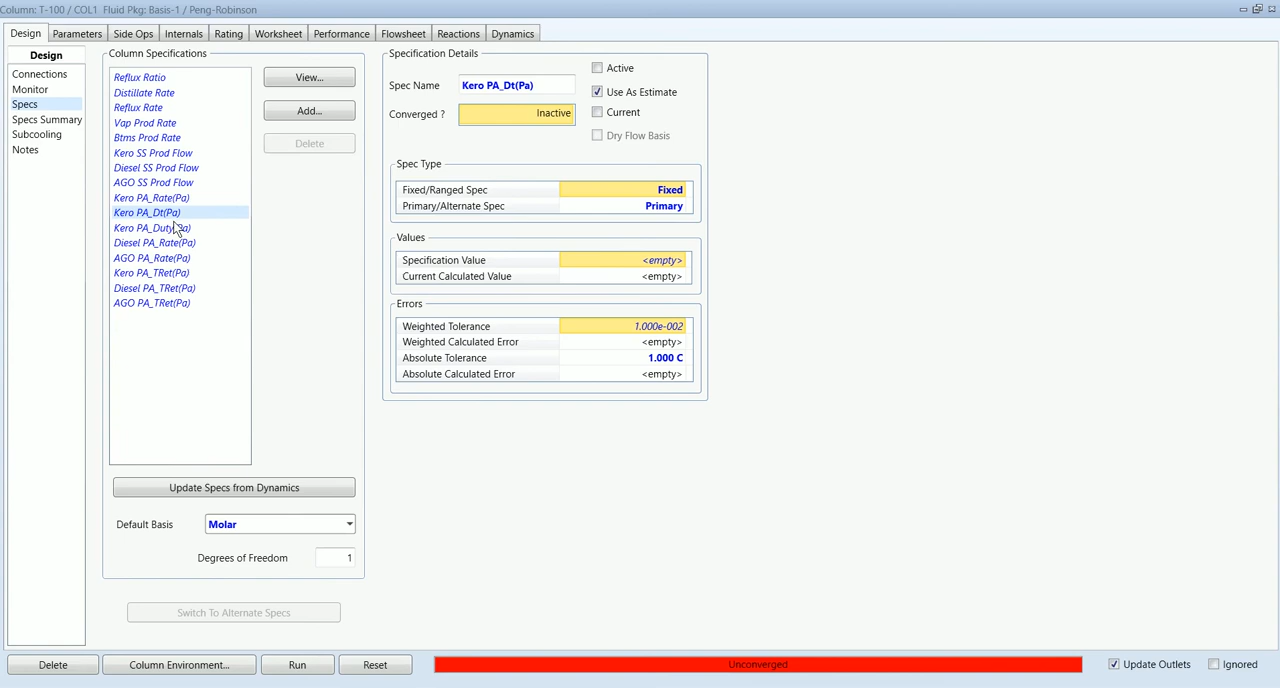 Column: T-100 / COL1 Fluid Pkg: Basis-1 / Peng-Robinson
Design Parameters Side Ops Internals Rating Worksheet Performance Flowsheet Reactions Dynamics
Design
Connections
Monitor
Specs
Specs Summary
Subcooling
Notes
Column Specifications
Reflux Ratio
Distillate Rate
Reflux Rate
Vap Prod Rate
Btms Prod Rate
Kero SS Prod Flow
Diesel SS Prod Flow
AGO SS Prod Flow
Kero PA_Rate(Pa)
Kero PA_Dt(Pa)
Kero PA_Duty(Pa)
Diesel PA_Rate(Pa)
AGO PA_Rate(Pa)
Kero PA_TRet(Pa)
Diesel PA_TRet(Pa)
AGO PA_TRet(Pa)
View...
Add...
Delete
Update Specs from Dynamics
Default Basis Molar
Degrees of Freedom 1
Switch To Alternate Specs
Specification Details
Spec Name Kero PA_Dt(Pa)
Converged ? Inactive
Active
Use As Estimate
Current
Dry Flow Basis
Spec Type
Fixed/Ranged Spec Fixed
Primary/Alternate Spec Primary
Values
Specification Value <empty>
Current Calculated Value <empty>
Errors
Weighted Tolerance 1.000e-002
Weighted Calculated Error <empty>
Absolute Tolerance 1.000 C
Absolute Calculated Error <empty>
Delete Column Environment... Run Reset Unconverged Update Outlets Ignored